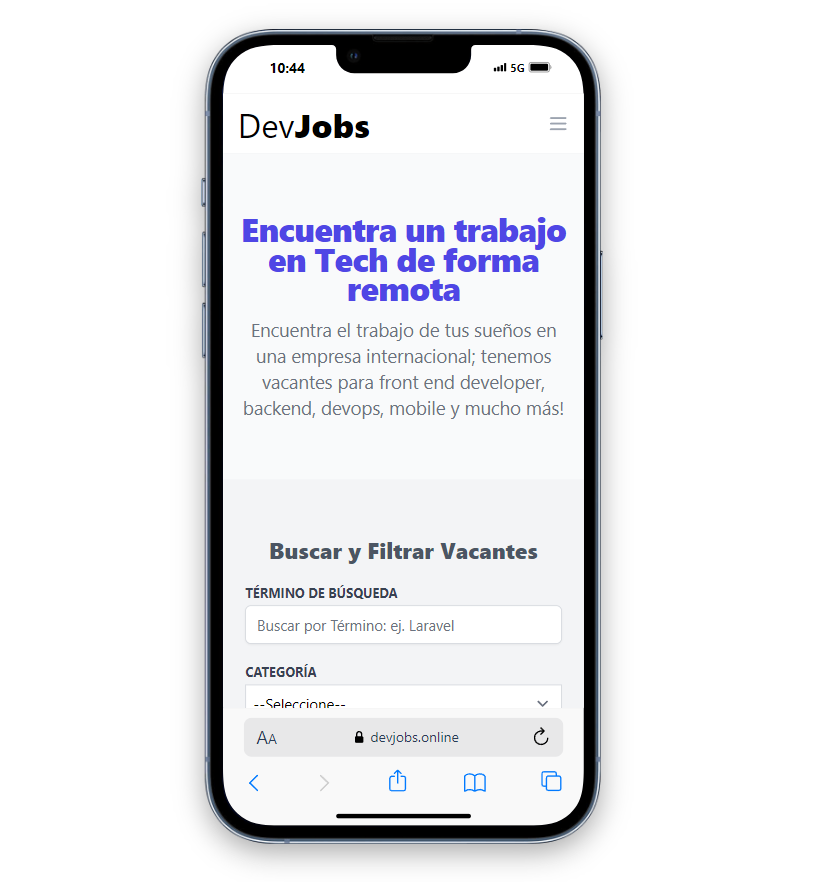 10:44
5G
DevJobs
Encuentra un trabajo
en Tech de forma
remota
Encuentra el trabajo de tus sueños en
una empresa internacional; tenemos
vacantes para front end developer,
backend, devops, mobile y mucho más!
Buscar y Filtrar Vacantes
TÉRMINO DE BÚSQUEDA
Buscar por Término: ej. Laravel
CATEGORÍA
--Seleccione--
AA
devjobs.online